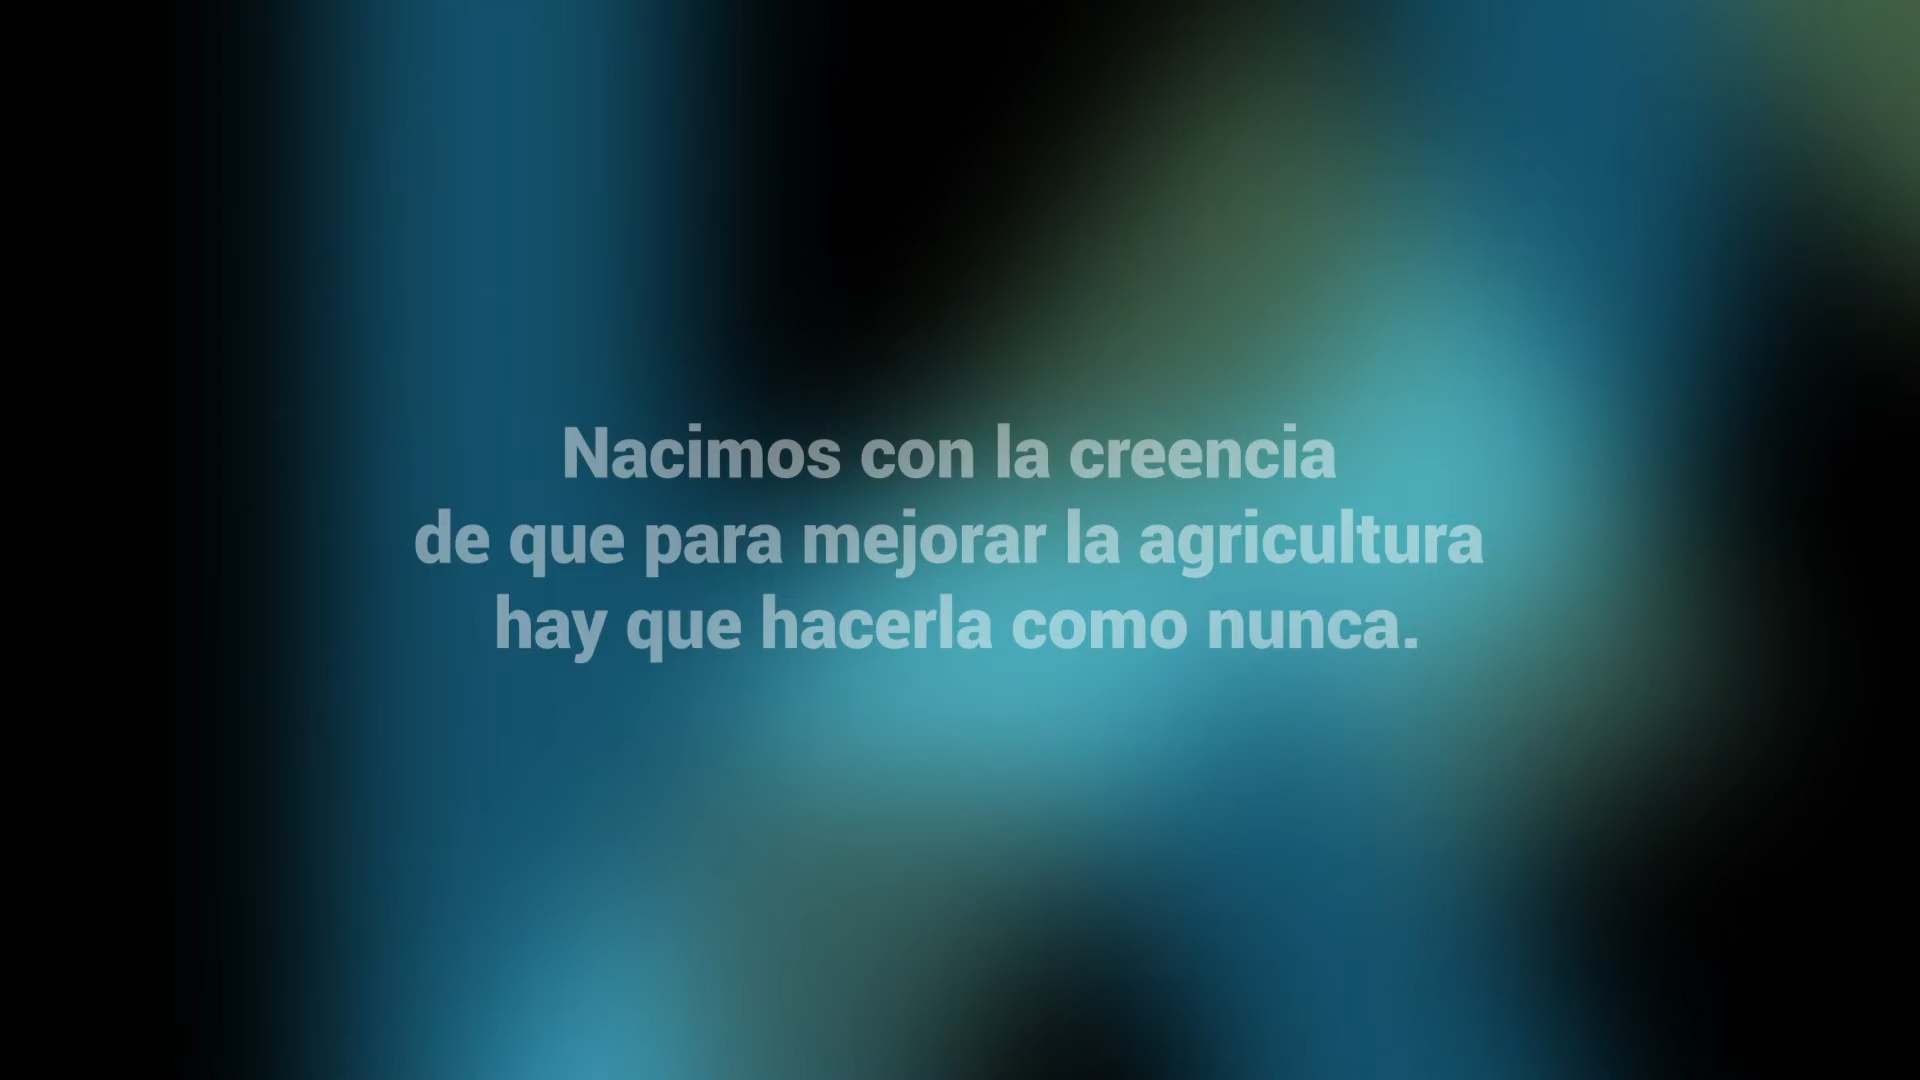 Nacimos con la creencia
de que para mejorar la agricultura
hay que hacerla como nunca.